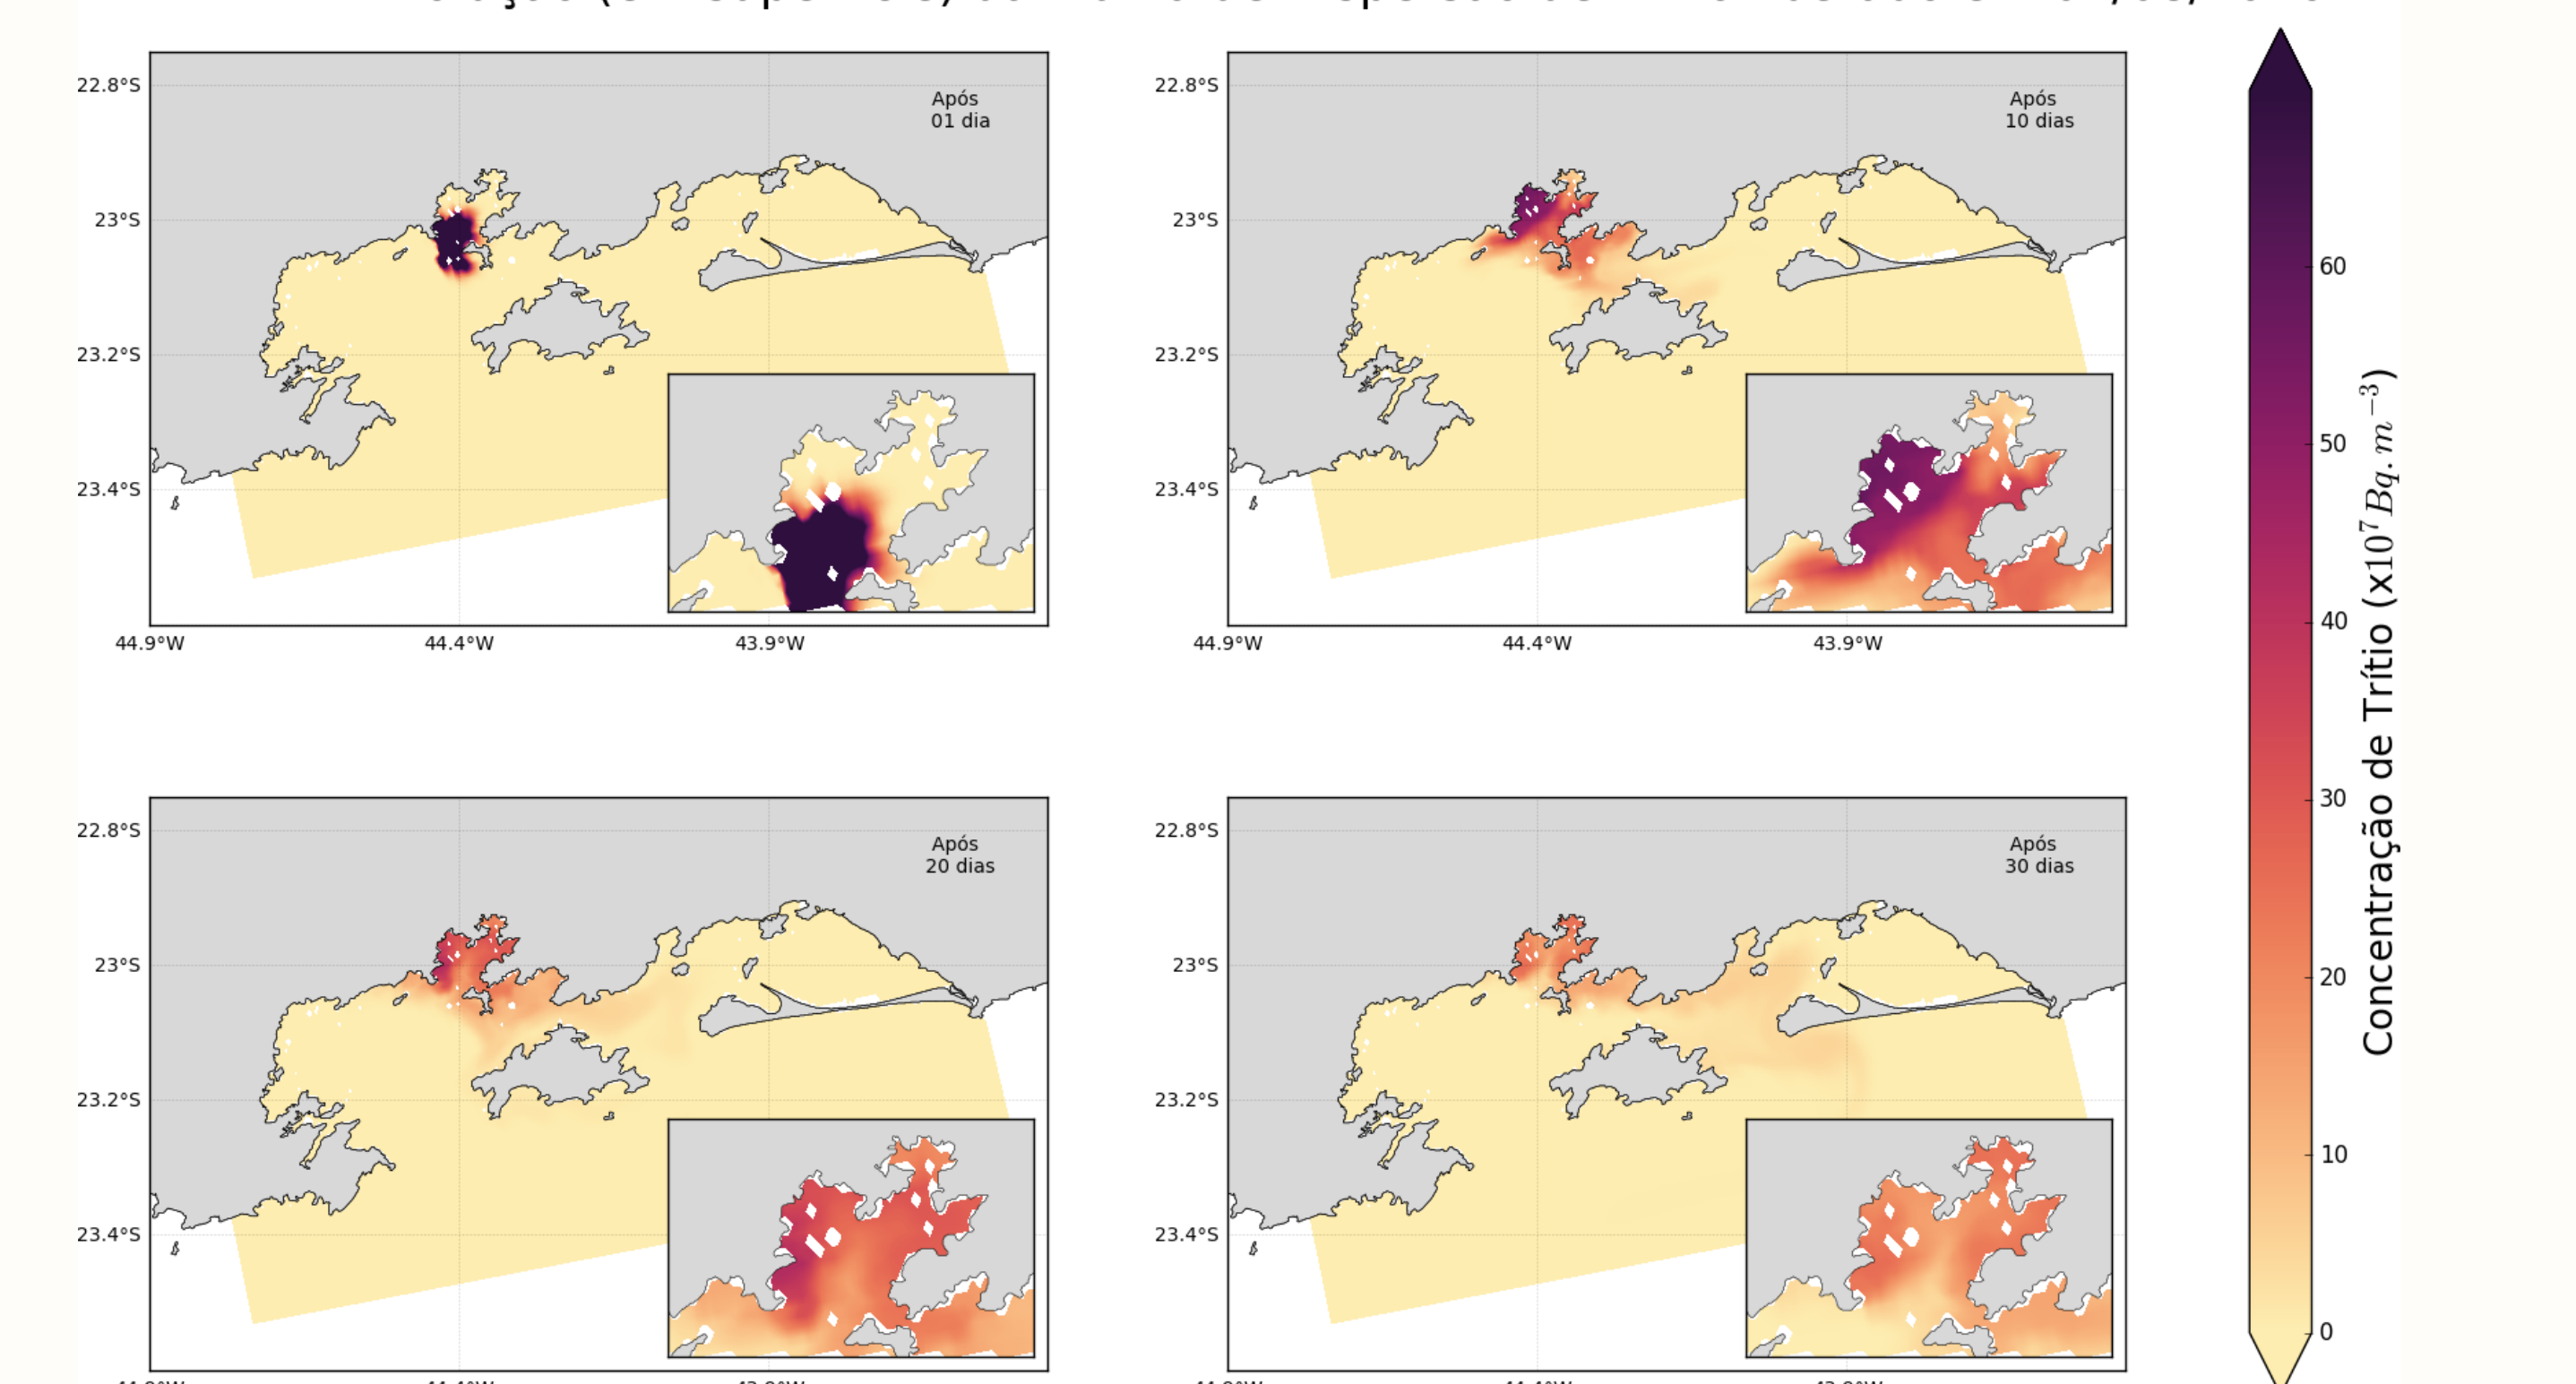 22.8°S
23°S
23.2°S
23.4°S
44.9°W 44.4°W 43.9°W
Após
01 dia
22.8°S
23°S
23.2°S
23.4°S
44.9°W 44.4°W 43.9°W
Após
10 dias
22.8°S
23°S
23.2°S
23.4°S
Após
20 dias
22.8°S
23°S
23.2°S
23.4°S
Após
30 dias
60
50
40
30
20
10
0
Concentração de Trítio (x10⁷ Bq.m⁻³)